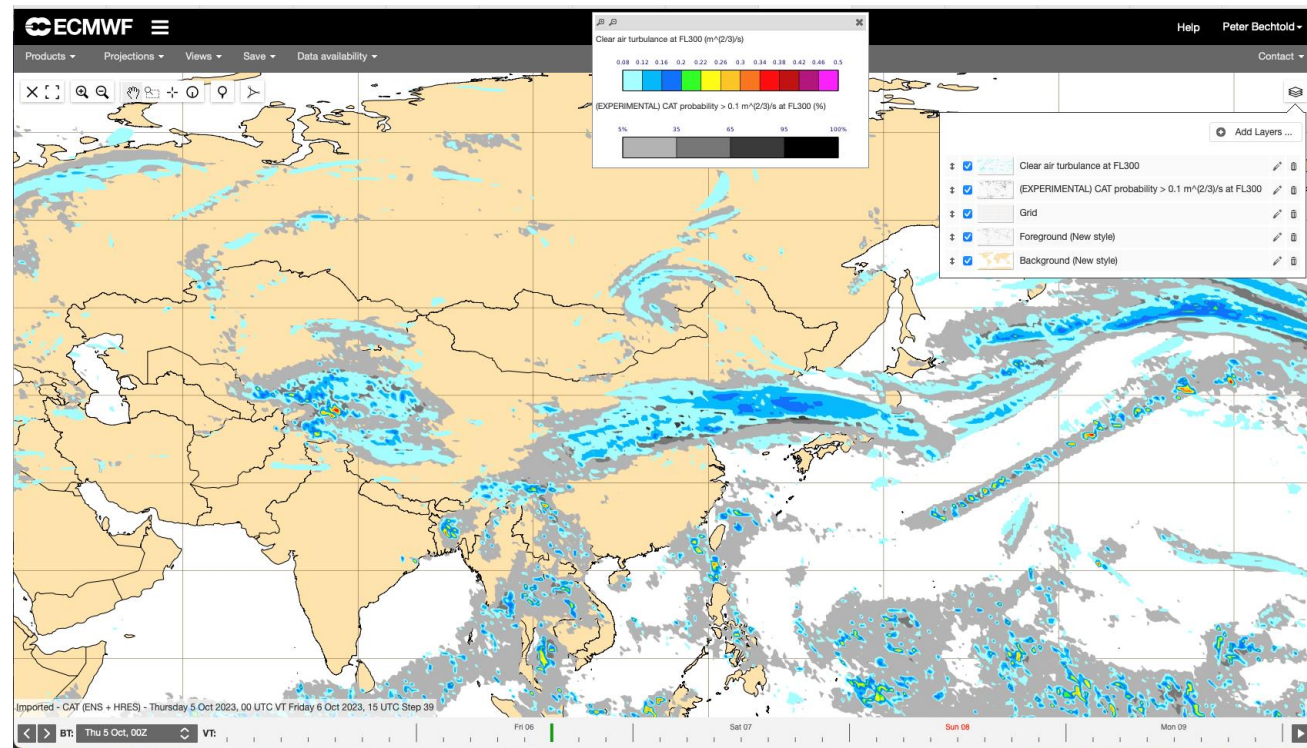 ECMWF
Help Peter Bechtold
Products Projections Views Save Data availability Contact
Clear air turbulence at FL300 (m^(2/3)/s)
0.08 0.12 0.16 0.2 0.22 0.26 0.3 0.34 0.38 0.42 0.46 0.5
(EXPERIMENTAL) CAT probability > 0.1 m^(2/3)/s at FL300 (%)
5% 35 65 95 100%
Add Layers ...
Clear air turbulence at FL300
(EXPERIMENTAL) CAT probability > 0.1 m^(2/3)/s at FL300
Grid
Foreground (New style)
Background (New style)
Imported - CAT (ENS + HRES) - Thursday 5 Oct 2023, 00 UTC VT Friday 6 Oct 2023, 15 UTC Step 39
BT: Thu 5 Oct, 00Z VT: Fri 06 Sat 07 Sun 08 Mon 09